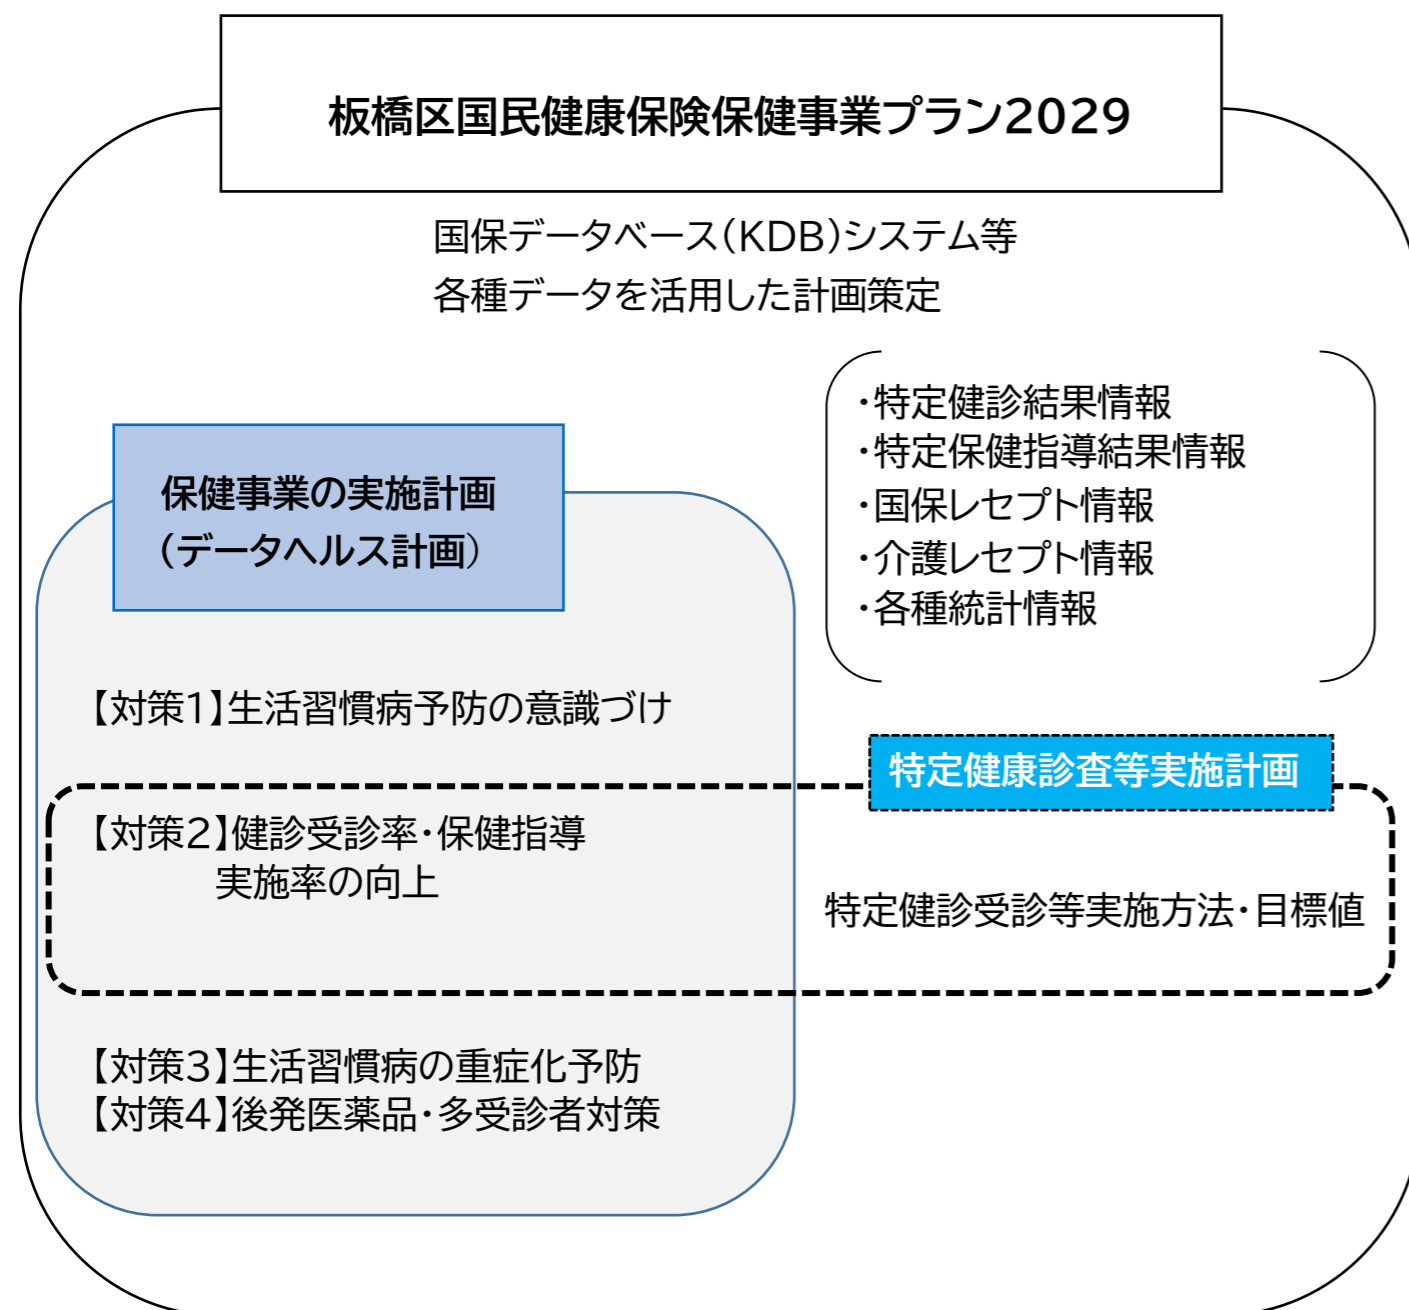 板橋区国民健康保険保健事業プラン2029
国保データベース(KDB)システム等
各種データを活用した計画策定
・特定健診結果情報
・特定保健指導結果情報
・国保レセプト情報
・介護レセプト情報
・各種統計情報
保健事業の実施計画
(データヘルス計画)
【対策1】生活習慣病予防の意識づけ
特定健康診査等実施計画
【対策2】健診受診率・保健指導
実施率の向上
特定健診受診等実施方法・目標値
【対策3】生活習慣病の重症化予防
【対策4】後発医薬品・多受診者対策